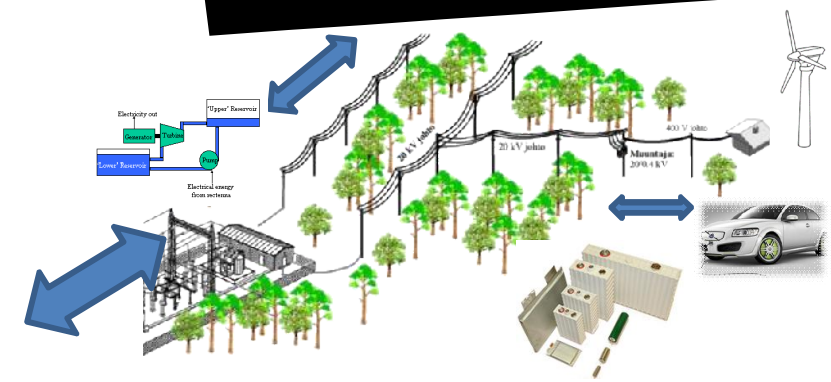 Electricity out
"Upper" Reservoir
Generator
Turbine
"Lower" Reservoir
Pump
Electrical energy
from rectenna
20 kV johto
20 kV johto
400 V johto
Muuntaja:
20/0.4 kV